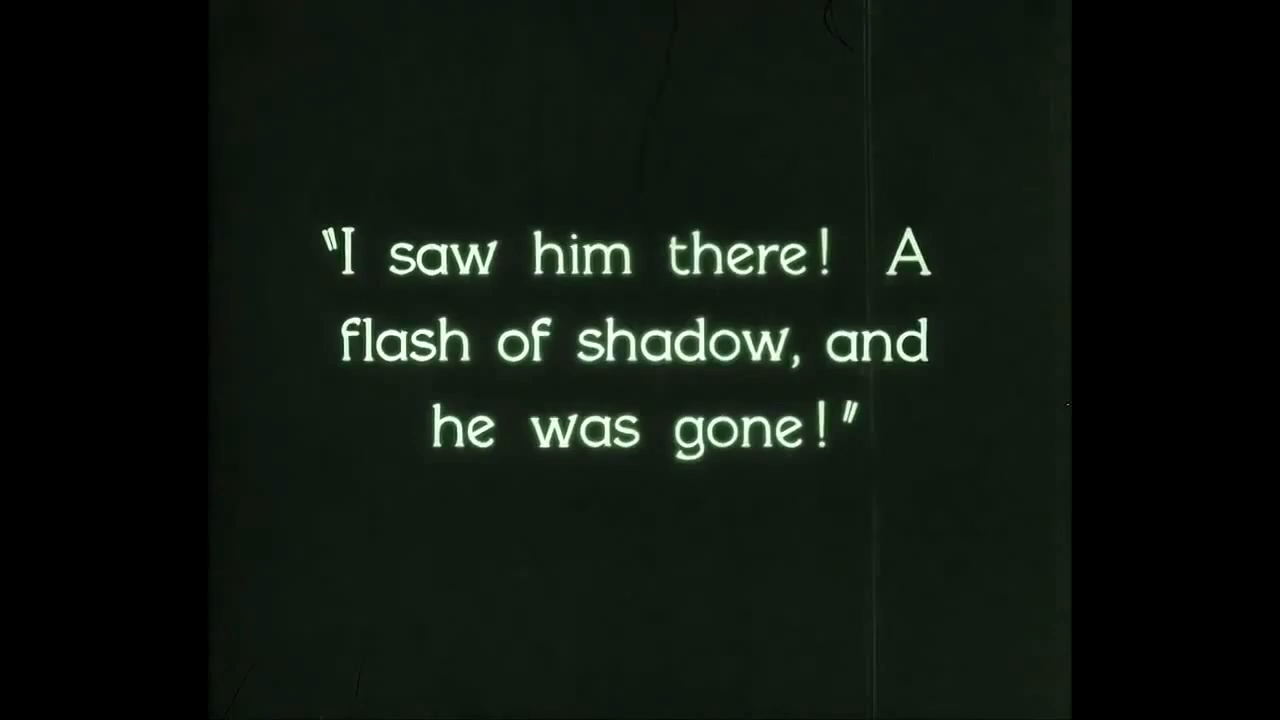 "I saw him there! A
flash of shadow, and
he was gone!"